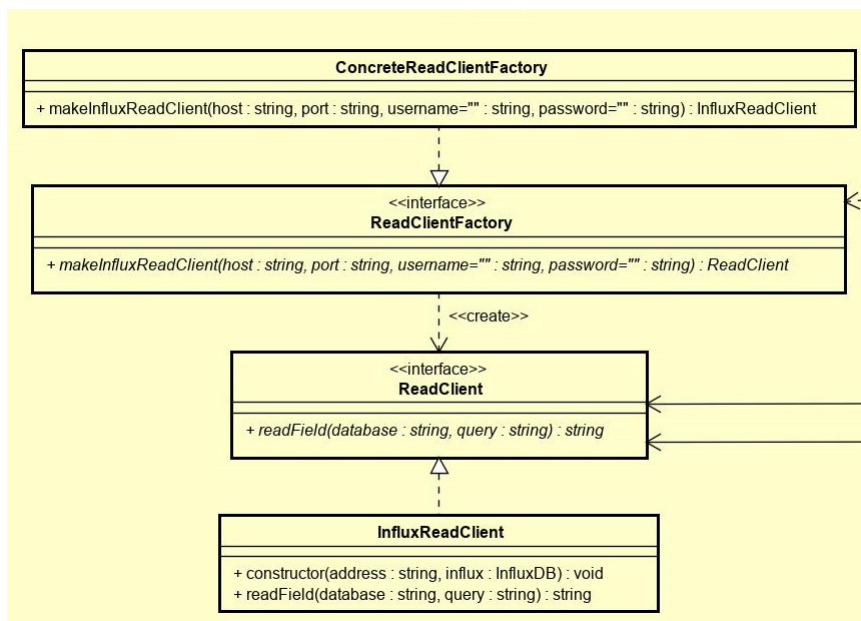 ConcreteReadClientFactory
+ makeInfluxReadClient(host : string, port : string, username="" : string, password="" : string) : InfluxReadClient
<<interface>>
ReadClientFactory
+ makeInfluxReadClient(host : string, port : string, username="" : string, password="" : string) : ReadClient
<<create>>
<<interface>>
ReadClient
+ readField(database : string, query : string) : string
InfluxReadClient
+ constructor(address : string, influx : InfluxDB) : void
+ readField(database : string, query : string) : string